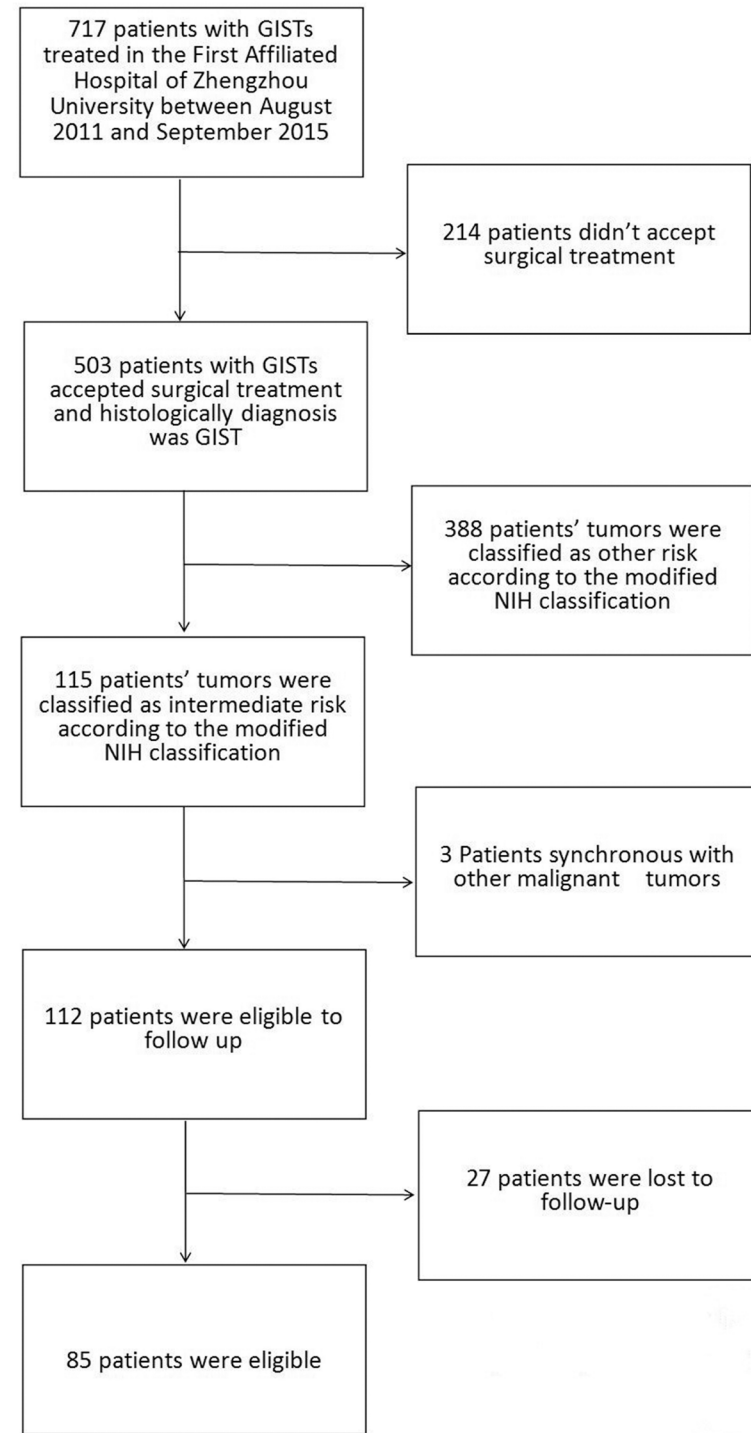 717 patients with GISTs
treated in the First Affiliated
Hospital of Zhengzhou
University between August
2011 and September 2015
214 patients didn’t accept
surgical treatment
503 patients with GISTs
accepted surgical treatment
and histologically diagnosis
was GIST
388 patients’ tumors were
classified as other risk
according to the modified
NIH classification
115 patients’ tumors were
classified as intermediate risk
according to the modified
NIH classification
3 Patients synchronous with
other malignant tumors
112 patients were eligible to
follow up
27 patients were lost to
follow-up
85 patients were eligible